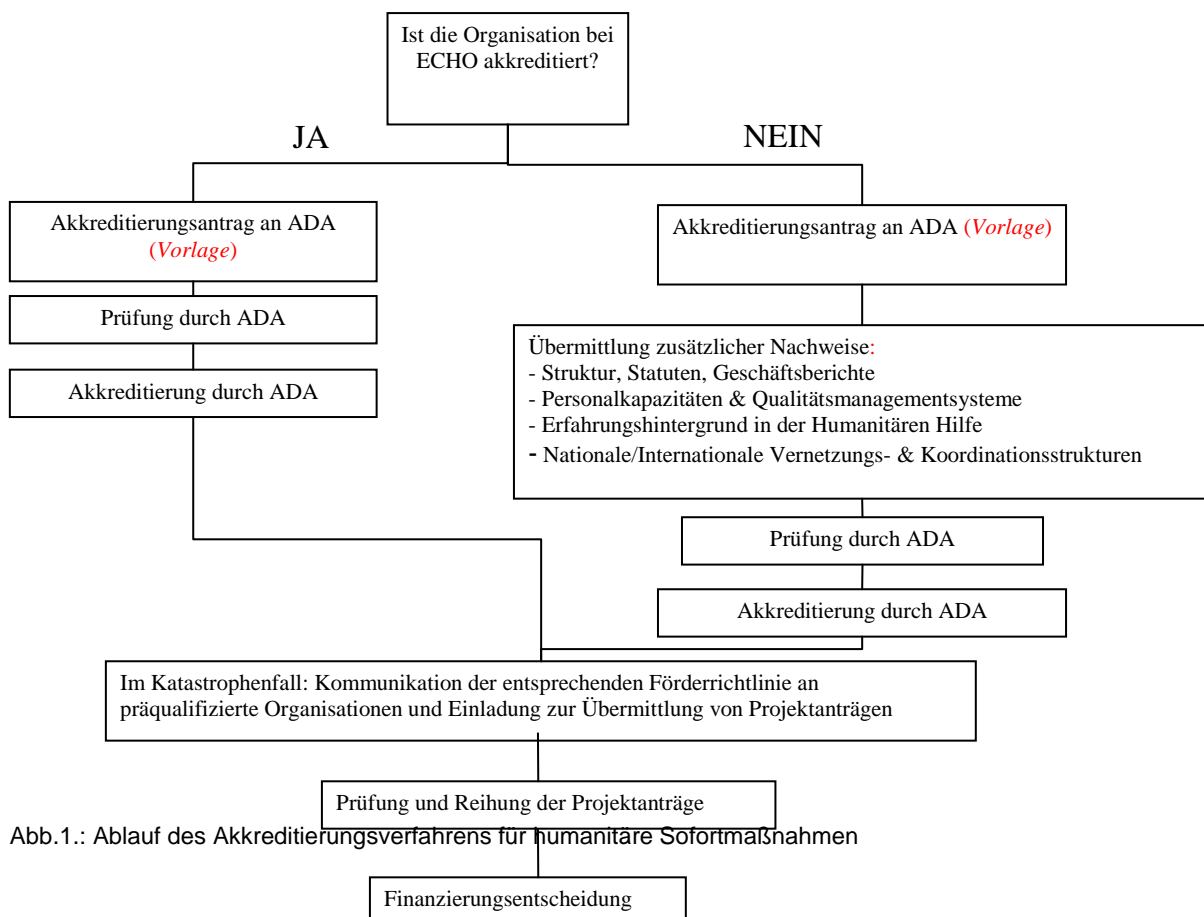 Ist die Organisation bei
ECHO akkreditiert?
JA
NEIN
Akkreditierungsantrag an ADA
(Vorlage)
Prüfung durch ADA
Akkreditierung durch ADA
Akkreditierungsantrag an ADA (Vorlage)
Übermittlung zusätzlicher Nachweise:
- Struktur, Statuten, Geschäftsberichte
- Personalkapazitäten & Qualitätsmanagementsysteme
- Erfahrungshintergrund in der Humanitären Hilfe
- Nationale/Internationale Vernetzungs- & Koordinationsstrukturen
Prüfung durch ADA
Akkreditierung durch ADA
Im Katastrophenfall: Kommunikation der entsprechenden Förderrichtlinie an
präqualifizierte Organisationen und Einladung zur Übermittlung von Projektanträgen
Prüfung und Reihung der Projektanträge
Abb.1.: Ablauf des Akkreditierungsverfahrens für humanitäre Sofortmaßnahmen
Finanzierungsentscheidung